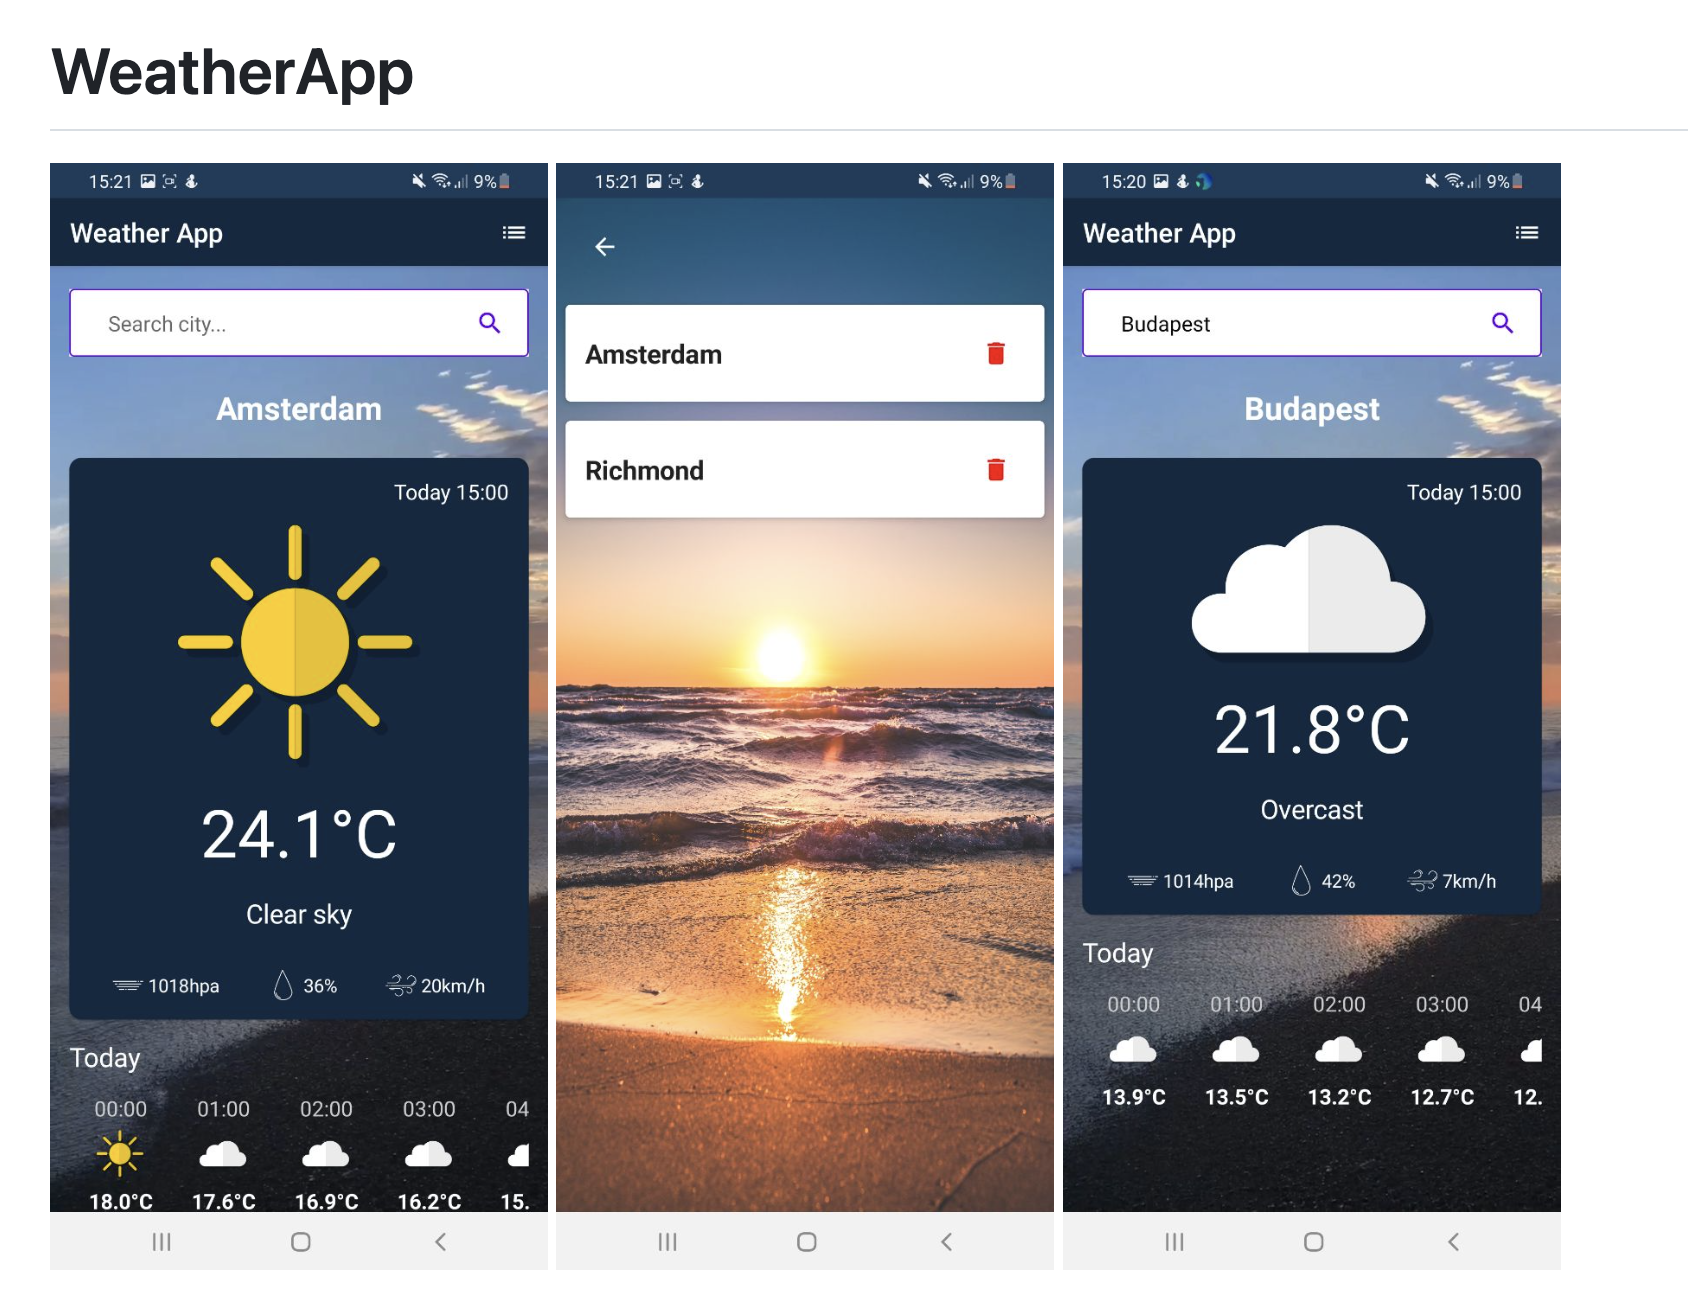 WeatherApp
15:21 9%
Weather App
Search city...
Amsterdam
Today 15:00
24.1°C
Clear sky
1018hpa 36% 20km/h
Today
00:00 01:00 02:00 03:00 04
18.0°C 17.6°C 16.9°C 16.2°C 15.
15:21 9%
Amsterdam
Richmond
15:20 9%
Weather App
Budapest
Budapest
Today 15:00
21.8°C
Overcast
1014hpa 42% 7km/h
Today
00:00 01:00 02:00 03:00 04
13.9°C 13.5°C 13.2°C 12.7°C 12.